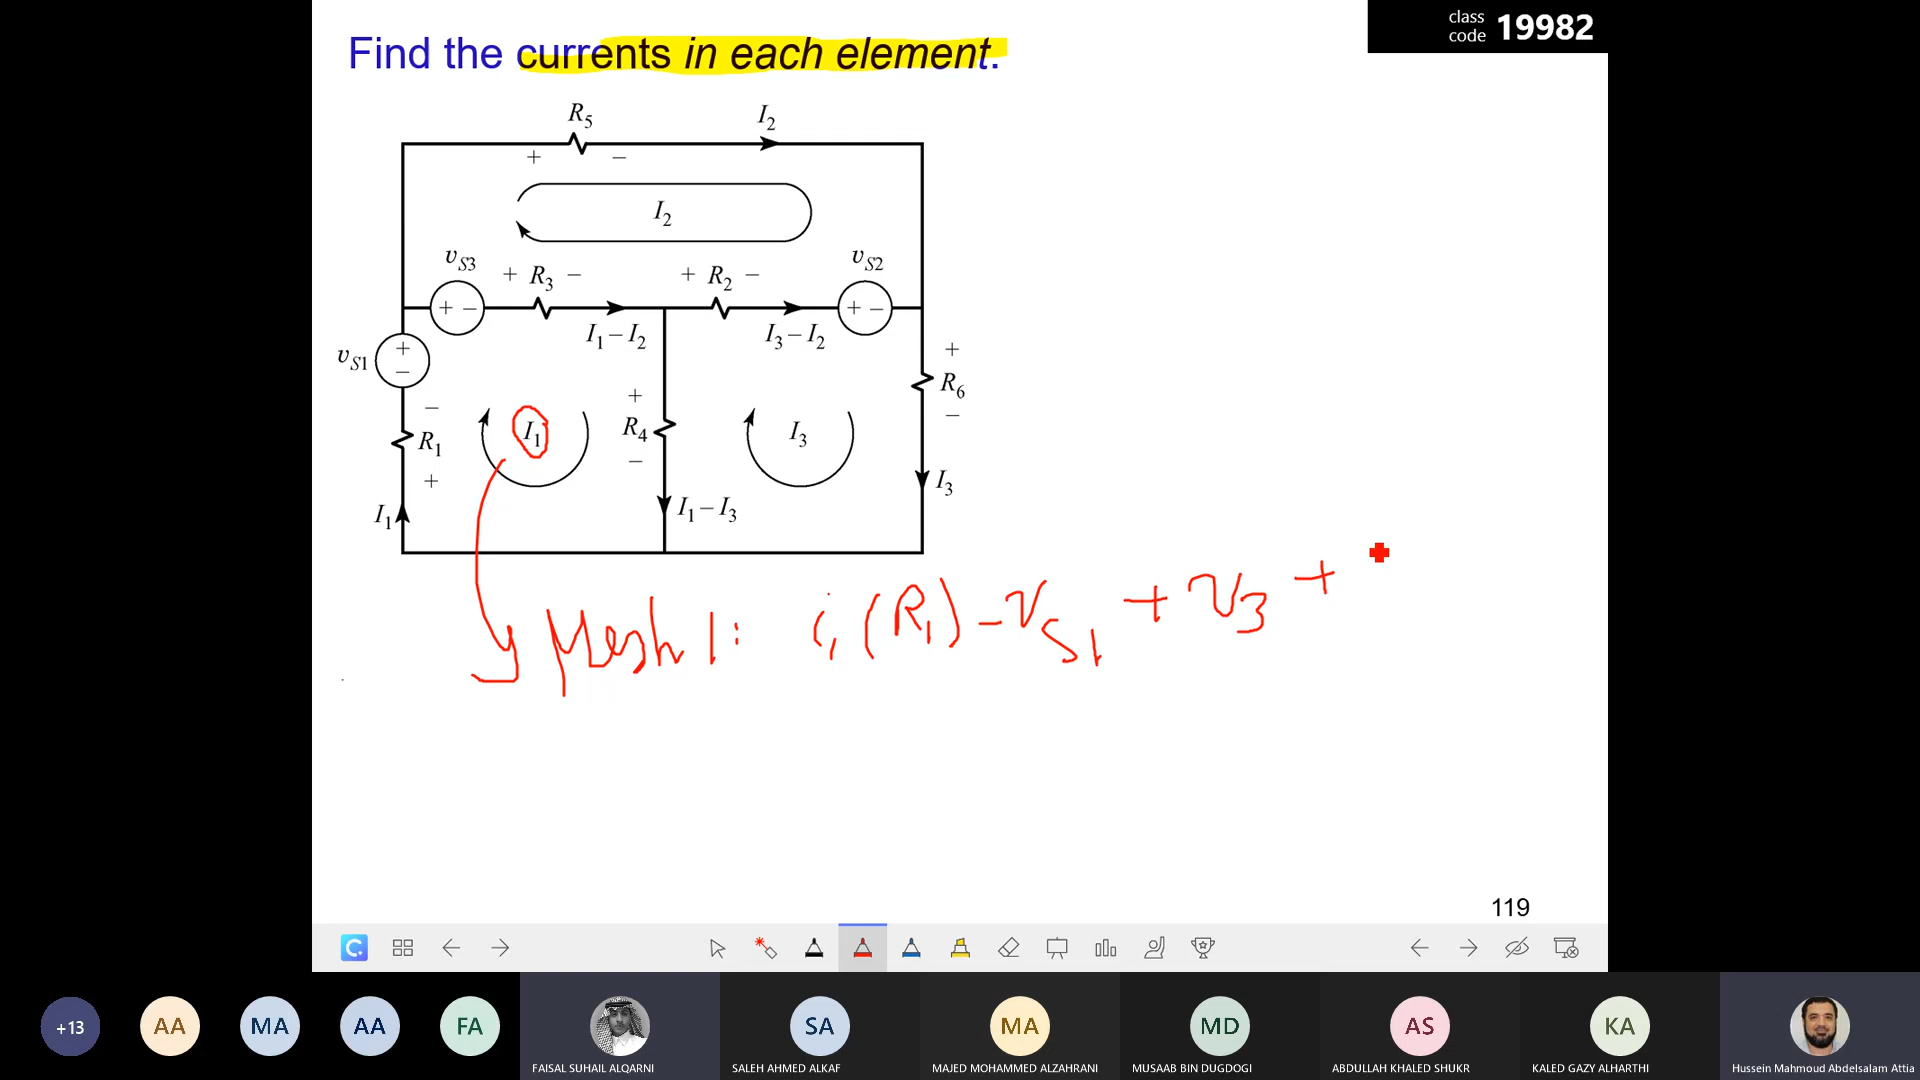 class
code 19982
Find the currents in each element.
R5 I2
+ −
I2
vS3 vS2
+ R3 − + R2 −
+ − + −
I1 − I2 I3 − I2
vS1 + −
+ R6 −
− R1 +
I1
+ R4 −
I3
I1 I1 − I3 I3
Mesh 1: i1 (R1) - vS1 + v3 +
119
+13 AA MA AA FA SA MA MD AS KA
FAISAL SUHAIL ALQARNI SALEH AHMED ALKAF MAJED MOHAMMED ALZAHRANI MUSAAB BIN DUGDOGI ABDULLAH KHALED SHUKR KALED GAZY ALHARTHI Hussein Mahmoud Abdelsalam Attia